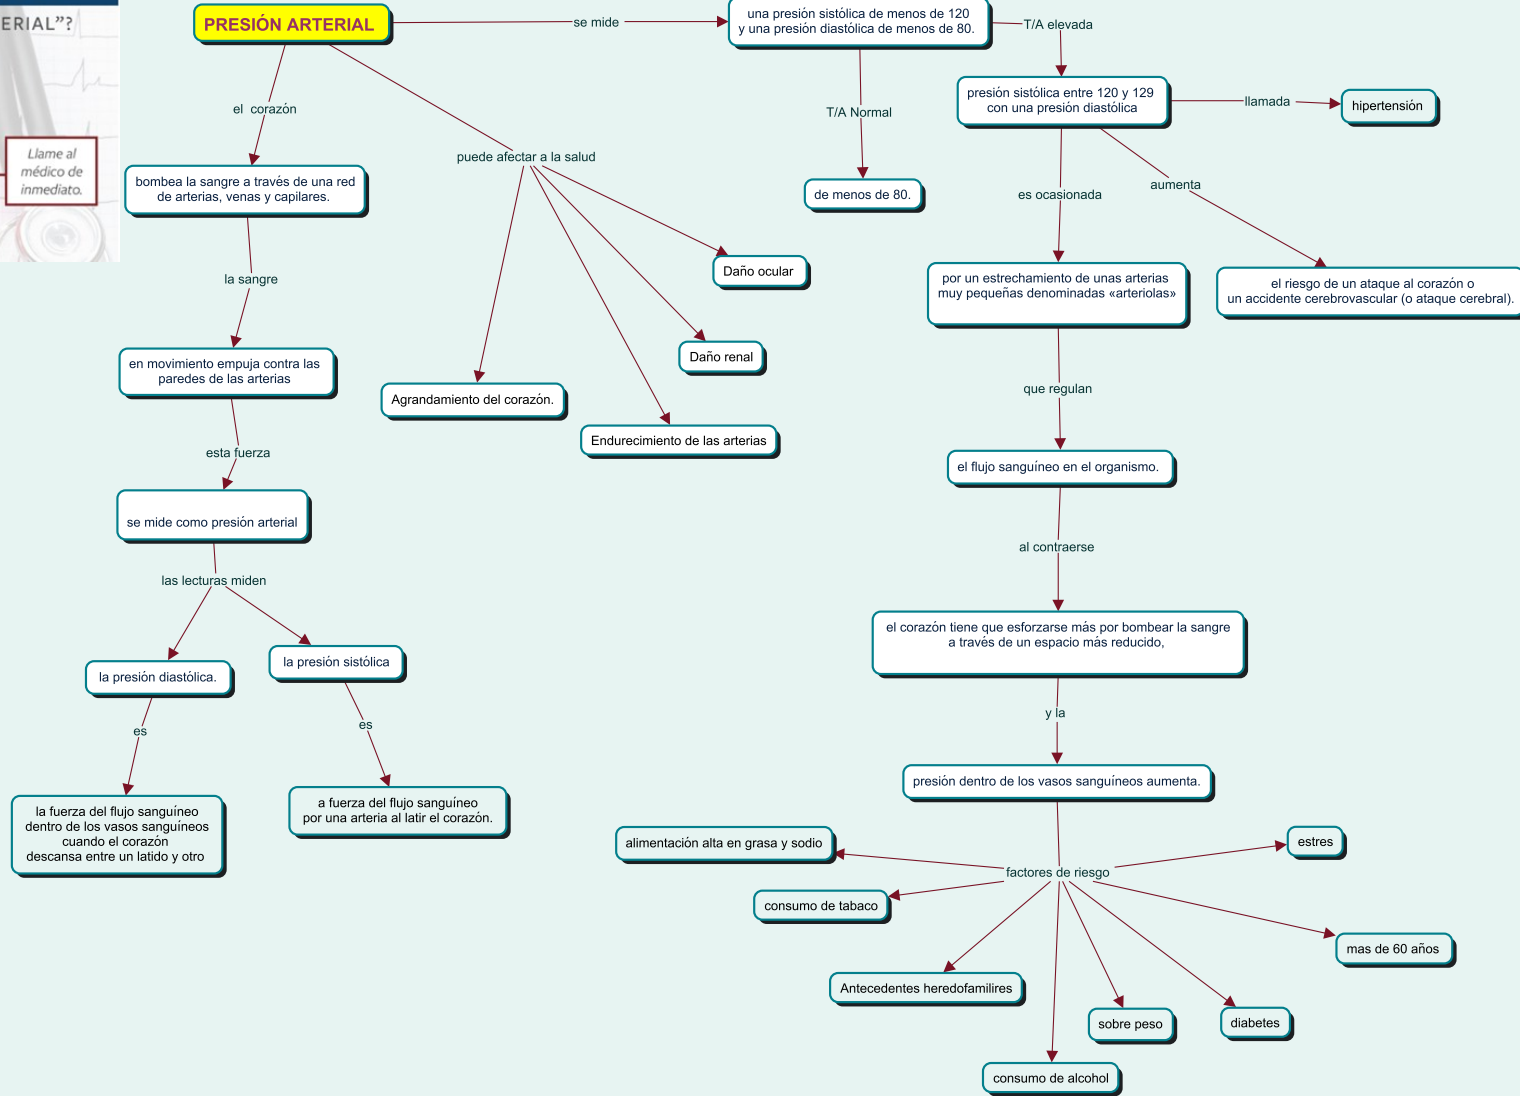 ERIAL”?
Llame al
médico de
inmediato.
PRESIÓN ARTERIAL
se mide
una presión sistólica de menos de 120
y una presión diastólica de menos de 80.
T/A elevada
T/A Normal
de menos de 80.
presión sistólica entre 120 y 129
con una presión diastólica
llamada
hipertensión
es ocasionada
aumenta
por un estrechamiento de unas arterias
muy pequeñas denominadas «arteriolas»
el riesgo de un ataque al corazón o
un accidente cerebrovascular (o ataque cerebral).
que regulan
el flujo sanguíneo en el organismo.
al contraerse
el corazón tiene que esforzarse más por bombear la sangre
a través de un espacio más reducido,
y la
presión dentro de los vasos sanguíneos aumenta.
factores de riesgo
alimentación alta en grasa y sodio
consumo de tabaco
Antecedentes heredofamilires
consumo de alcohol
sobre peso
diabetes
mas de 60 años
estres
el corazón
bombea la sangre a través de una red
de arterias, venas y capilares.
la sangre
en movimiento empuja contra las
paredes de las arterias
esta fuerza
se mide como presión arterial
las lecturas miden
la presión diastólica.
la presión sistólica
es
es
la fuerza del flujo sanguíneo
dentro de los vasos sanguíneos
cuando el corazón
descansa entre un latido y otro
a fuerza del flujo sanguíneo
por una arteria al latir el corazón.
puede afectar a la salud
Daño ocular
Daño renal
Agrandamiento del corazón.
Endurecimiento de las arterias